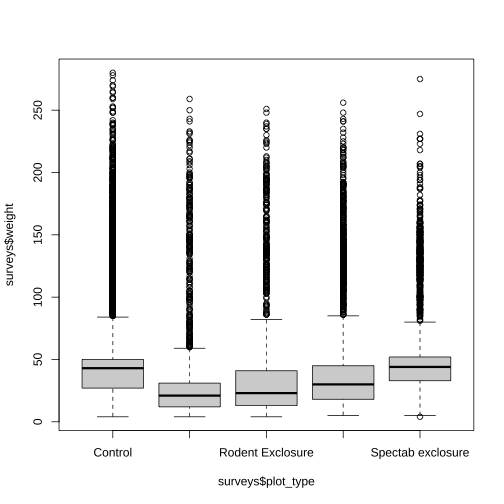 surveys$weight
250
200
150
100
50
0
Control
Rodent Exclosure
Spectab exclosure
surveys$plot_type